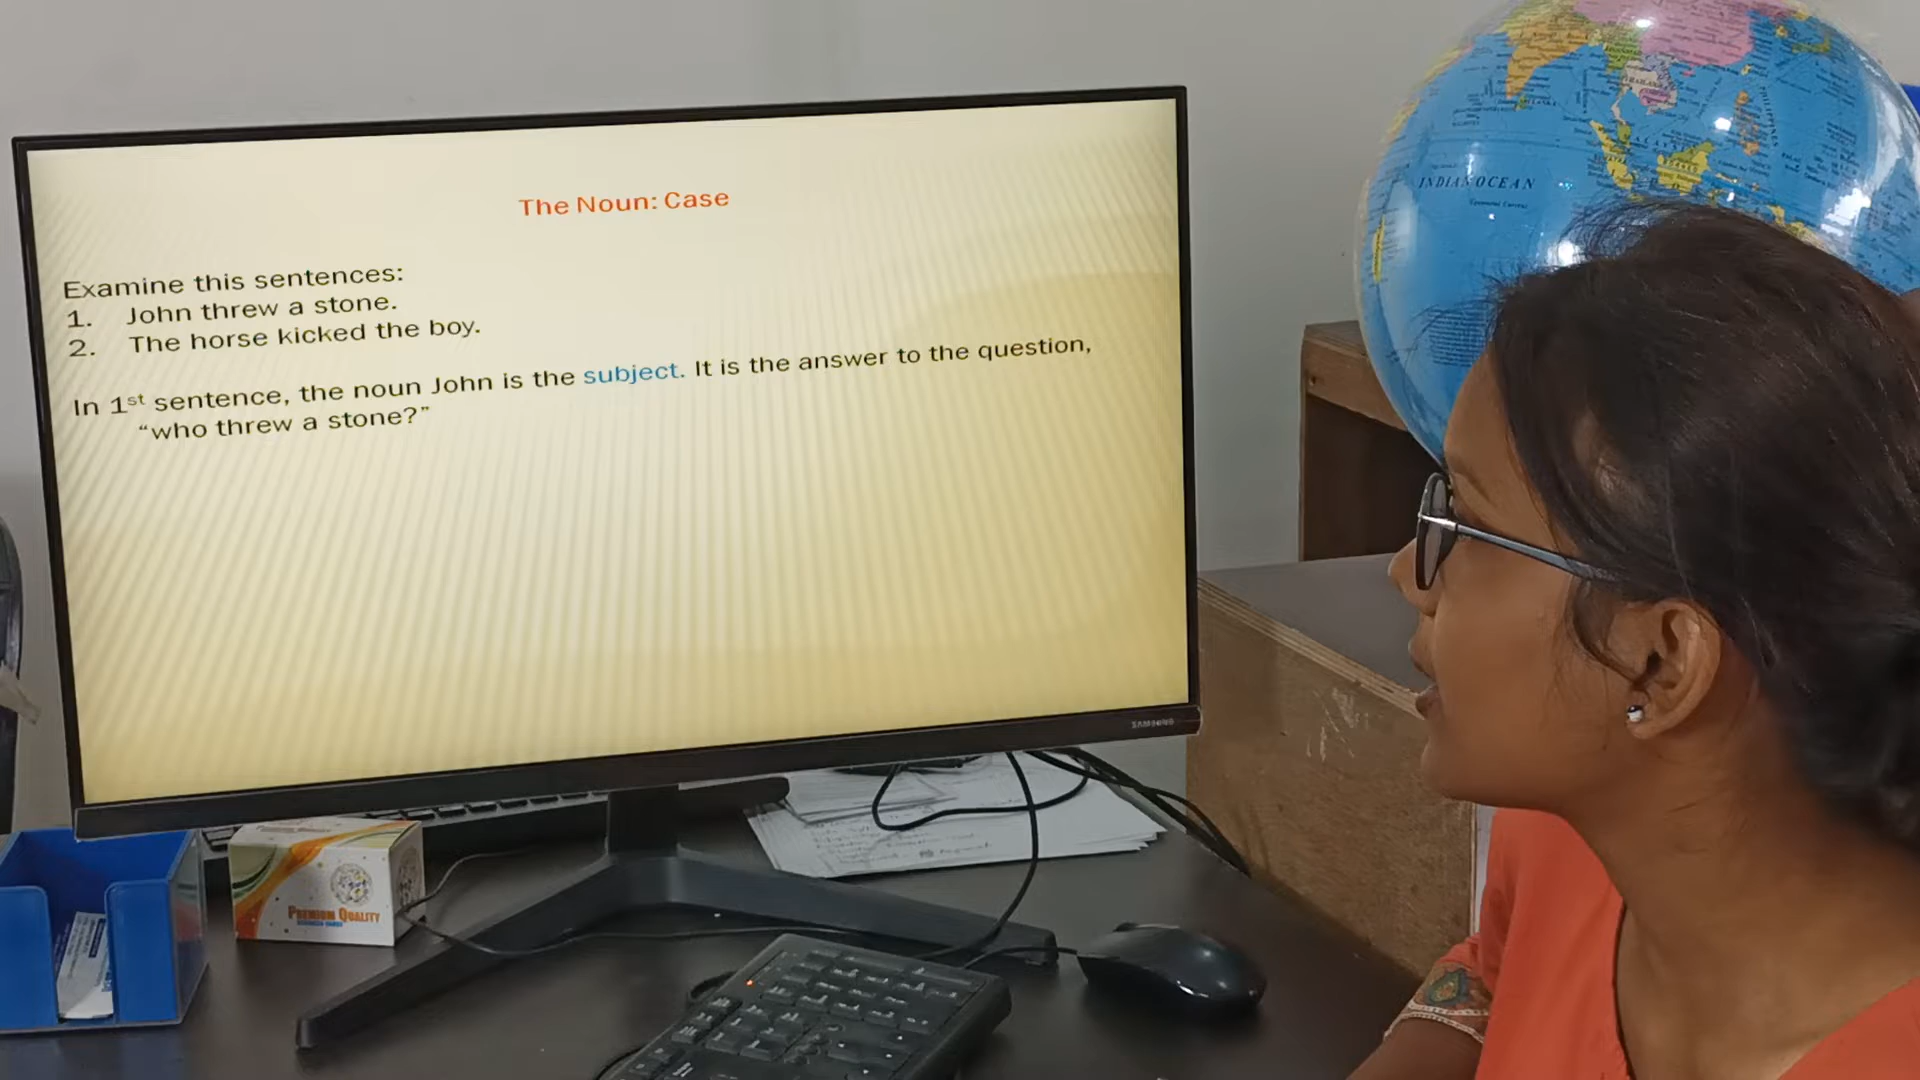 The Noun: Case
Examine this sentences:
1. John threw a stone.
2. The horse kicked the boy.
In 1st sentence, the noun John is the subject. It is the answer to the question,
“who threw a stone?”
SAMSUNG
INDIAN OCEAN
PREMIUM QUALITY